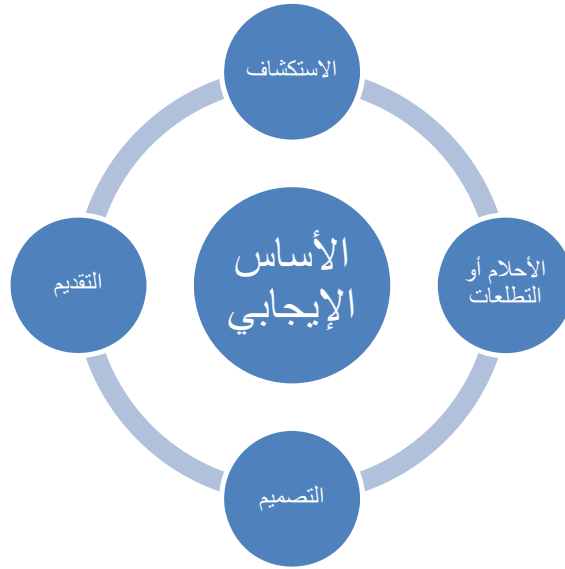 الاستكشاف
الأحلام أو
التطلعات
التصميم
التقديم
الأساس
الإيجابي